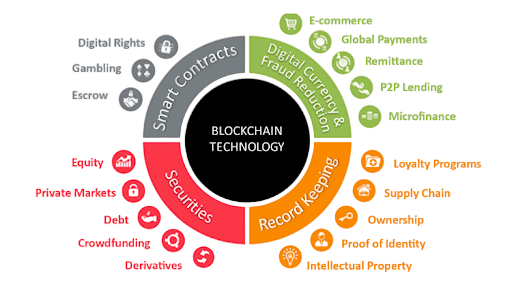 E-commerce
Digital Rights
Global Payments
Gambling
Remittance
Escrow
P2P Lending
Microfinance
Smart Contracts
Digital Currency &
Fraud Reduction
BLOCKCHAIN
TECHNOLOGY
Securities
Record Keeping
Equity
Private Markets
Debt
Crowdfunding
Derivatives
Loyalty Programs
Supply Chain
Ownership
Proof of Identity
Intellectual Property